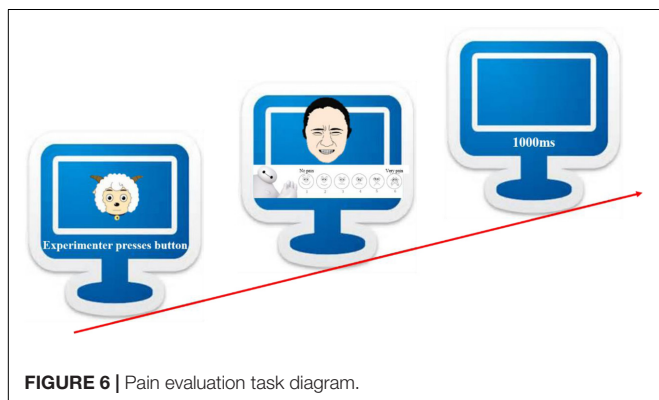 1000ms
No pain
Very pain
Experimenter presses button
FIGURE 6 | Pain evaluation task diagram.